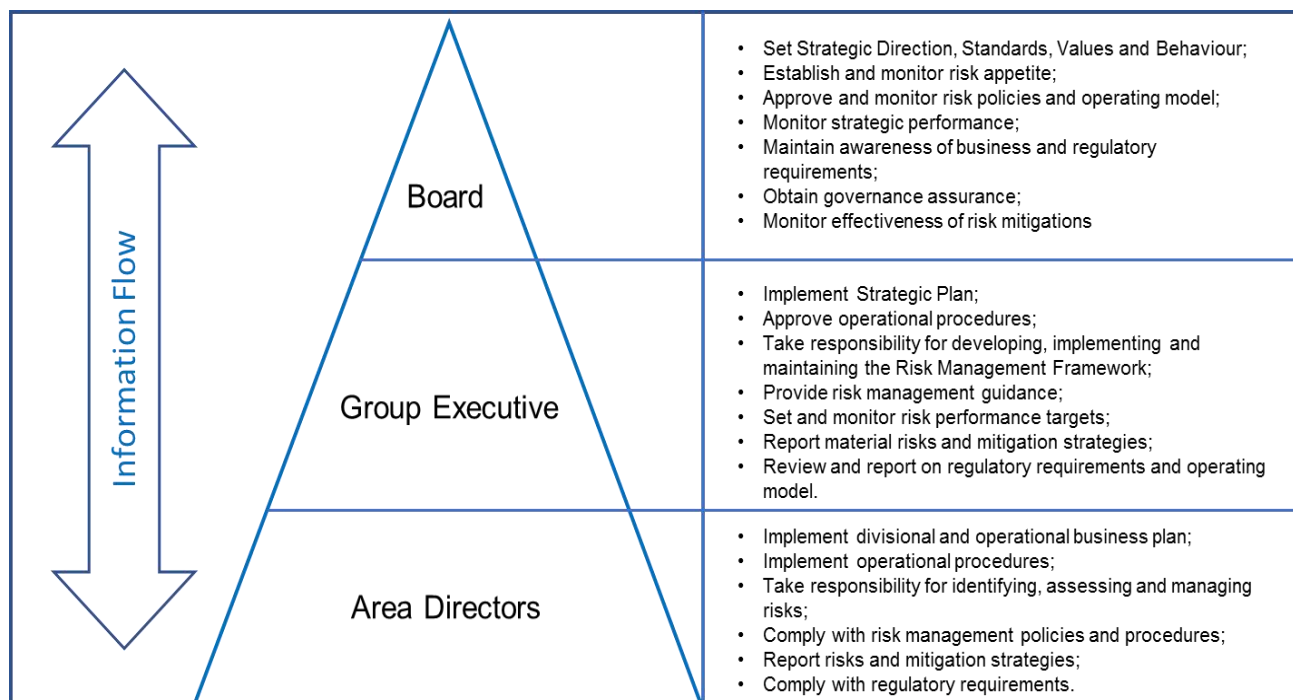 Information Flow
Board
• Set Strategic Direction, Standards, Values and Behaviour;
• Establish and monitor risk appetite;
• Approve and monitor risk policies and operating model;
• Monitor strategic performance;
• Maintain awareness of business and regulatory
requirements;
• Obtain governance assurance;
• Monitor effectiveness of risk mitigations
Group Executive
• Implement Strategic Plan;
• Approve operational procedures;
• Take responsibility for developing, implementing and
maintaining the Risk Management Framework;
• Provide risk management guidance;
• Set and monitor risk performance targets;
• Report material risks and mitigation strategies;
• Review and report on regulatory requirements and operating
model.
Area Directors
• Implement divisional and operational business plan;
• Implement operational procedures;
• Take responsibility for identifying, assessing and managing
risks;
• Comply with risk management policies and procedures;
• Report risks and mitigation strategies;
• Comply with regulatory requirements.